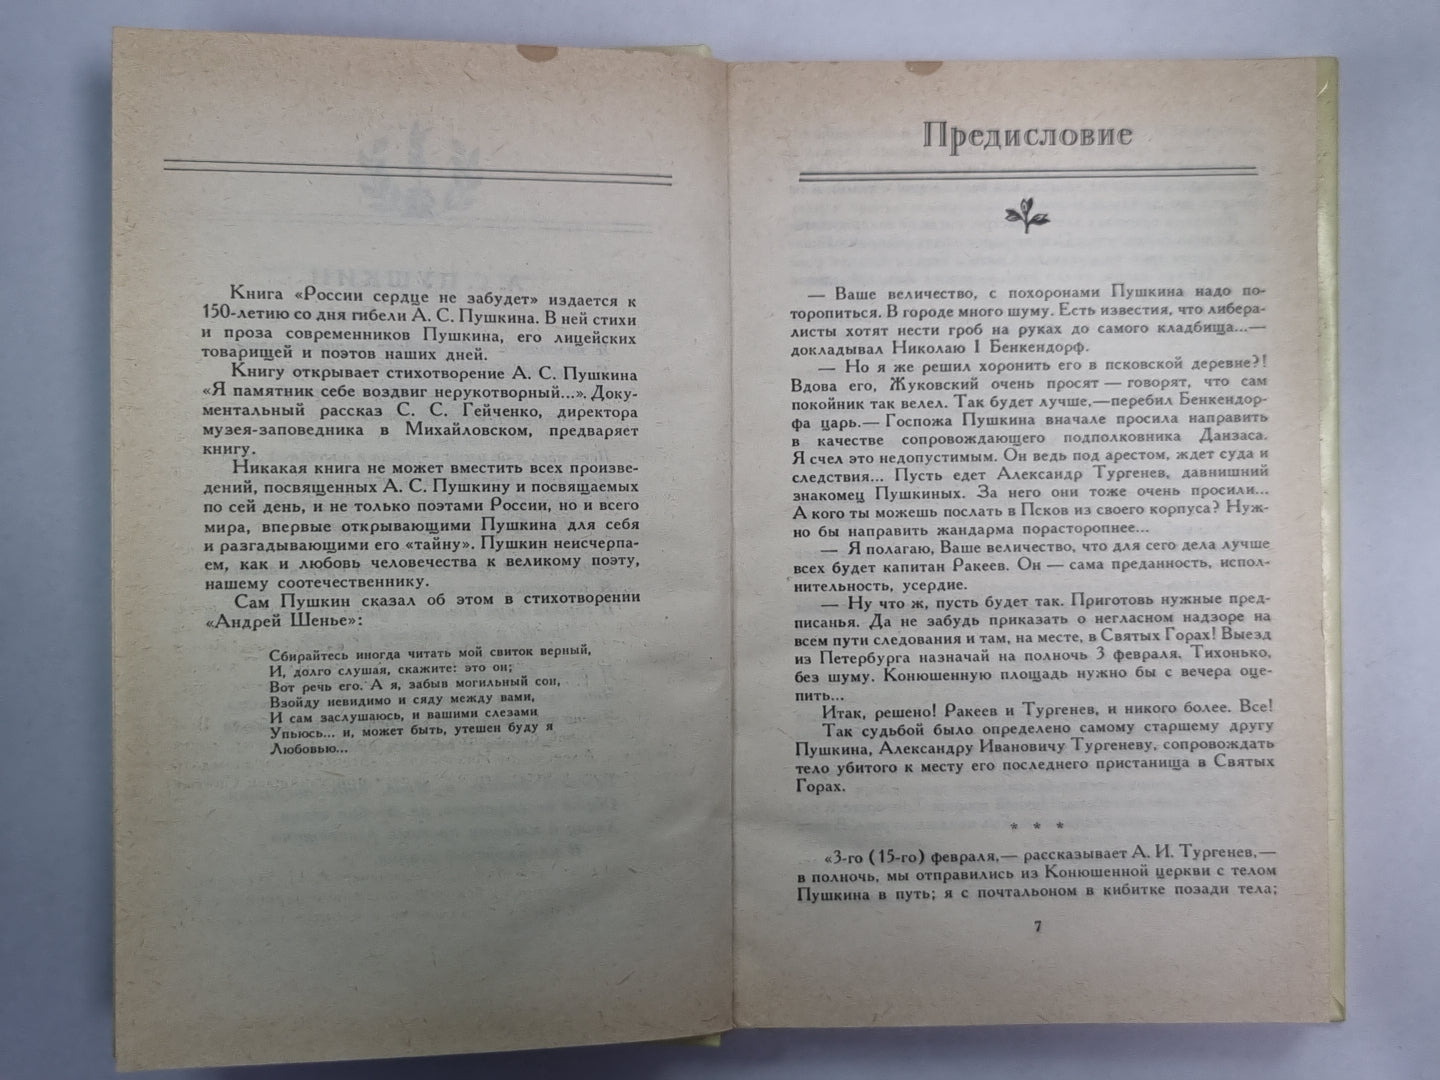 Книга «России сердце не забудет» издается к
150-летию со дня гибели А. С. Пушкина. В ней стихи
и проза современников Пушкина, его лицейских
товарищей и поэтов наших дней.
Книгу открывает стихотворение А. С. Пушкина
«Я памятник себе воздвиг нерукотворный...». Доку-
ментальный рассказ С. С. Гейченко, директора
музея-заповедника в Михайловском, предваряет
книгу.
Никакая книга не может вместить всех произве-
дений, посвященных А. С. Пушкину и посвящаемых
по сей день, и не только поэтами России, но и всего
мира, впервые открывающими Пушкина для себя
и разгадывающими его «тайну». Пушкин неисчерпа-
ем, как и любовь человечества к великому поэту,
нашему соотечественнику.
Сам Пушкин сказал об этом в стихотворении
«Андрей Шенье»:
Сбирайтесь иногда читать мой свиток верный,
И, долго слушая, скажите: это он;
Вот речь его. А я, забыв могильный сон,
Взойду невидимо и сяду между вами,
И сам заслушаюсь, и вашими слезами
Упьюсь... и, может быть, утешен буду я
Любовью...
Предисловие
— Ваше величество, с похоронами Пушкина надо по-
торопиться. В городе много шуму. Есть известия, что либера-
листы хотят нести гроб на руках до самого кладбища...—
докладывал Николаю I Бенкендорф.
— Но я же решил хоронить его в псковской деревне?!
Вдова его, Жуковский очень просят — говорят, что сам
покойник так велел. Так будет лучше,—перебил Бенкендор-
фа царь.— Госпожа Пушкина вначале просила направить
в качестве сопровождающего подполковника Данзаса.
Я счел это недопустимым. Он ведь под арестом, ждет суда и
следствия... Пусть едет Александр Тургенев, давнишний
знакомец Пушкиных. За него они тоже очень просили...
А кого ты можешь послать в Псков из своего корпуса? Нуж-
но бы направить жандарма порасторопнее...
— Я полагаю, Ваше величество, что для сего дела лучше
всех будет капитан Ракеев. Он — сама преданность, испол-
нительность, усердие.
— Ну что ж, пусть будет так. Приготовь нужные пред-
писанья. Да не забудь приказать о негласном надзоре на
всем пути следования и там, на месте, в Святых Горах! Выезд
из Петербурга назначай на полночь 3 февраля. Тихонько,
без шуму. Конюшенную площадь нужно бы с вечера оце-
пить...
Итак, решено! Ракеев и Тургенев, и никого более. Все!
Так судьбой было определено самому старшему другу
Пушкина, Александру Ивановичу Тургеневу, сопровождать
тело убитого к месту его последнего пристанища в Святых
Горах.
* * *
«3-го (15-го) февраля,— рассказывает А. И. Тургенев,—
в полночь, мы отправились из Конюшенной церкви с телом
Пушкина в путь; я с почтальоном в кибитке позади тела;
7